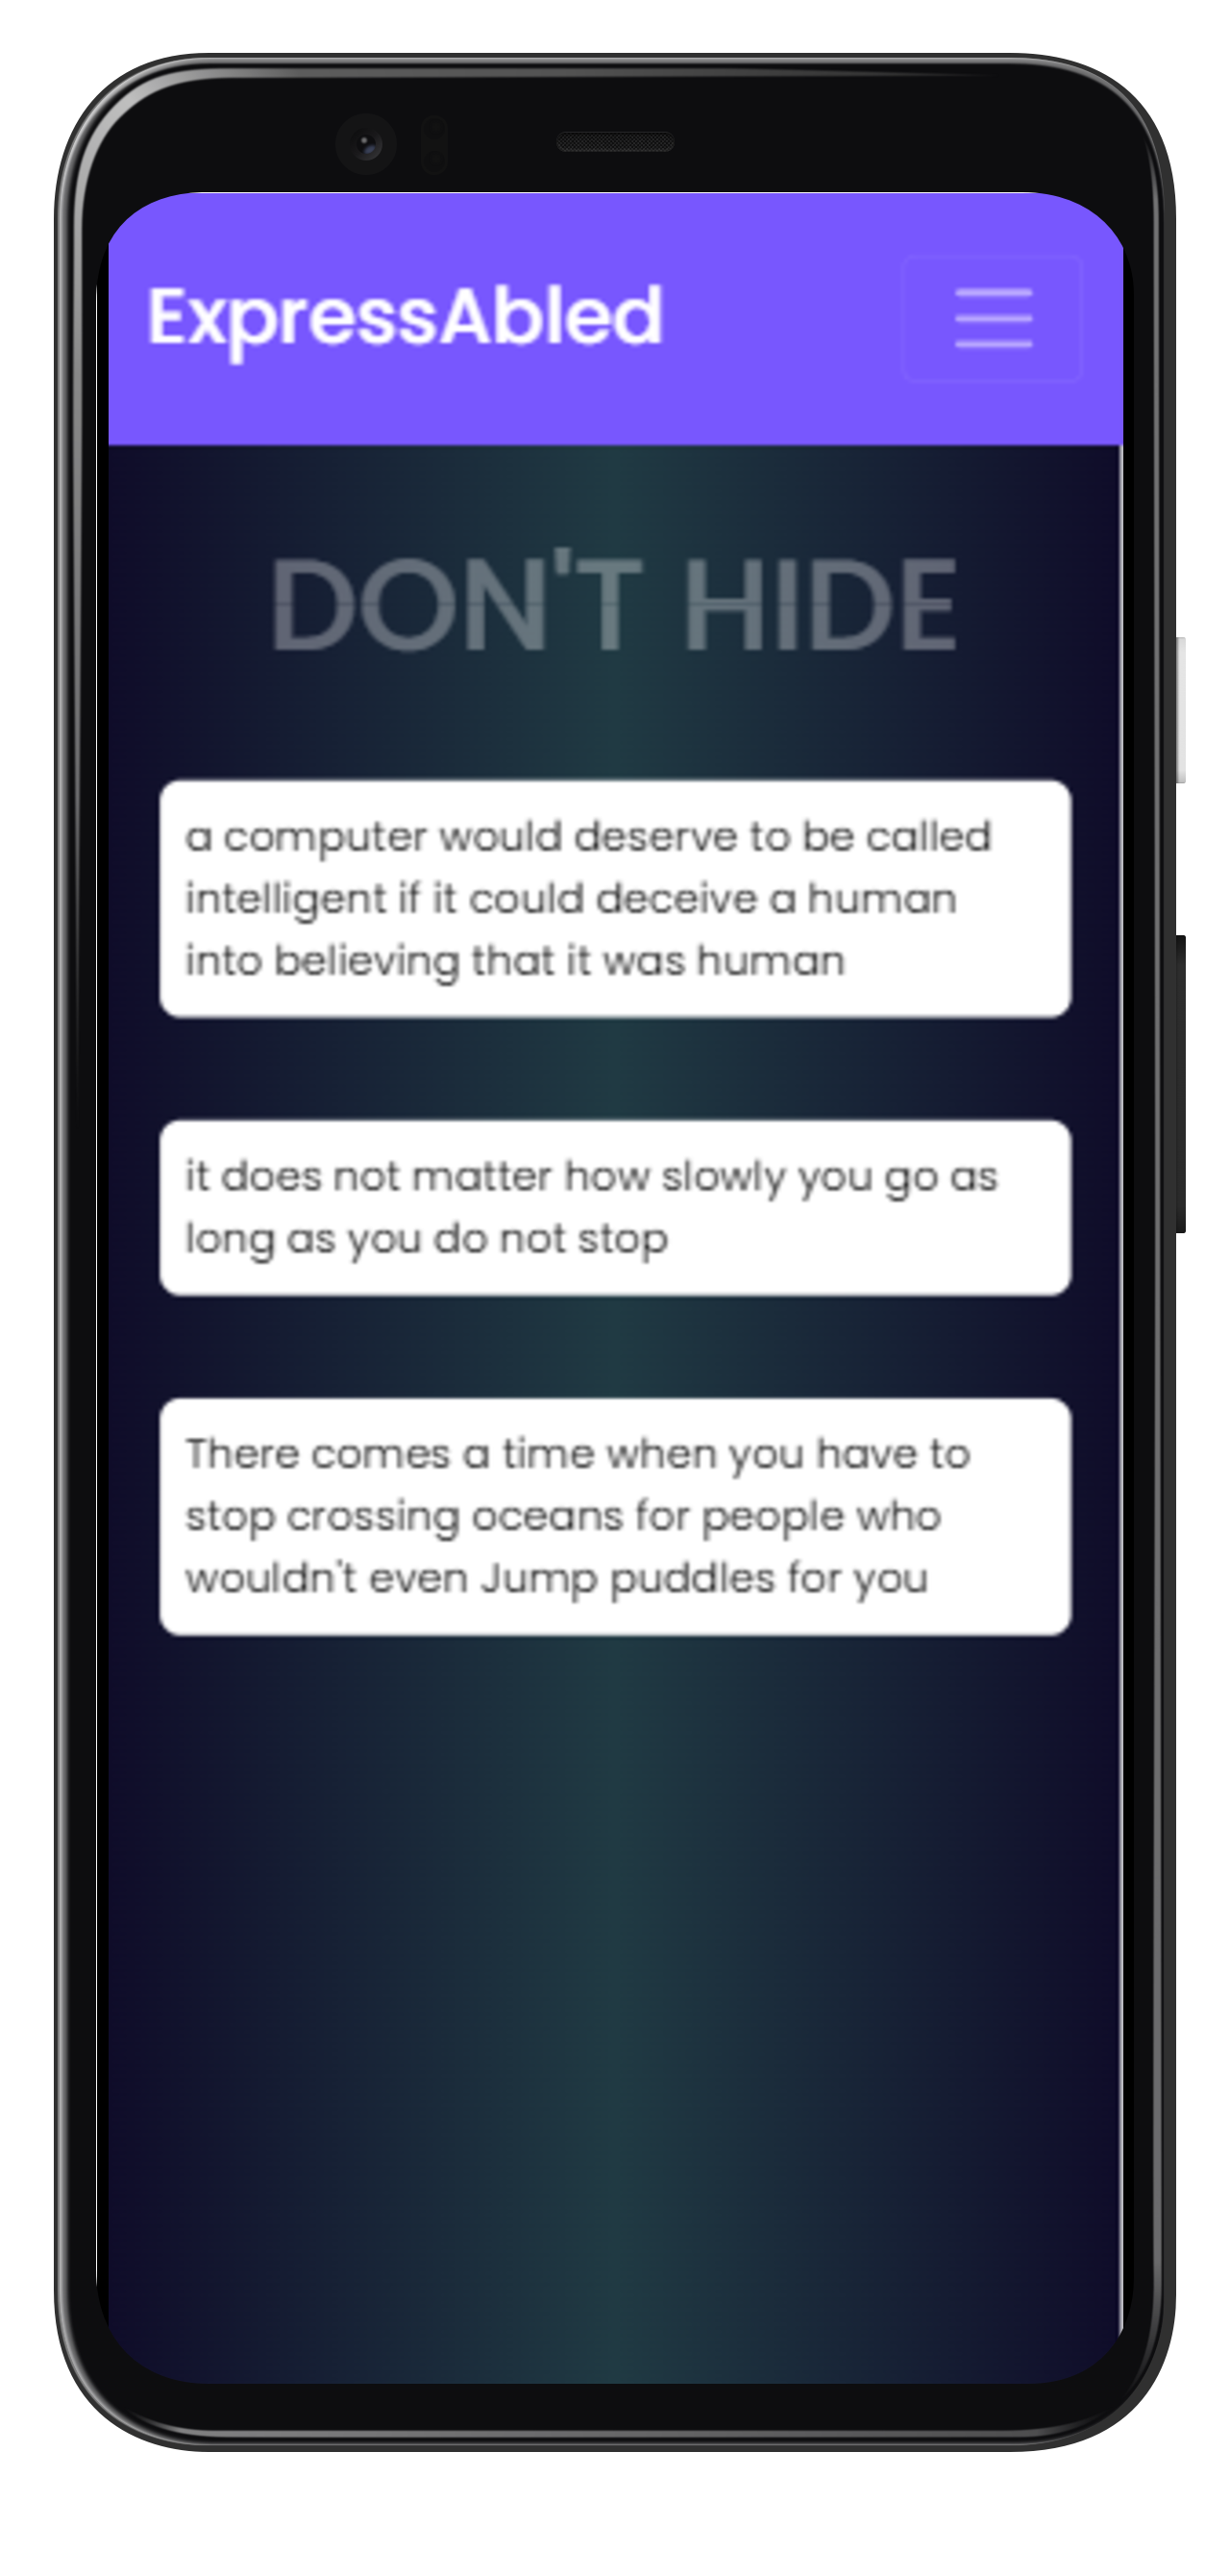 ExpressAbled
DON'T HIDE
a computer would deserve to be called
intelligent if it could deceive a human
into believing that it was human
it does not matter how slowly you go as
long as you do not stop
There comes a time when you have to
stop crossing oceans for people who
wouldn't even Jump puddles for you